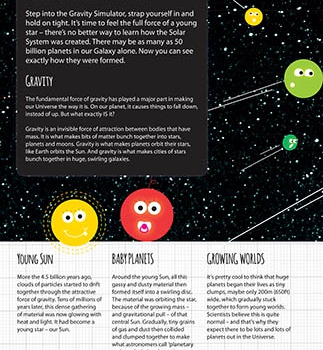 Step into the Gravity Simulator, strap yourself in and
hold on tight. It's time to feel the full force of a young
star – there's no better way to learn how the Solar
System was created. There may be as many as 50
billion planets in our Galaxy alone. Now you can see
exactly how they were formed.
GRAVITY
The fundamental force of gravity has played a major part in making
our Universe the way it is. On our planet, it causes things to fall down,
instead of up. But what exactly IS it?
Gravity is an invisible force of attraction between bodies that have
mass. It is what makes bits of matter bunch together into stars,
planets and moons. Gravity is what makes planets orbit their stars,
like Earth orbits the Sun. And gravity is what makes cities of stars
bunch together in huge, swirling galaxies.
YOUNG SUN
More the 4.5 billion years ago,
clouds of particles started to drift
together through the attractive
force of gravity. Tens of millions of
years later, this dense gathering
of material was now glowing with
heat and light. It had become a
young star – our Sun.
BABY PLANETS
Around the young Sun, all this
gassy and dusty material then
formed itself into a swirling disc.
The material was orbiting the star,
because of the growing mass –
and gravitational pull – of that
central Sun. Gradually, tiny grains
of gas and dust then collided
and clumped together to make
what astronomers call 'planetary
GROWING WORLDS
It's pretty cool to think that huge
planets began their lives as tiny
clumps, maybe only 200m (650ft)
wide, which gradually stuck
together to form young worlds.
Scientists believe this is quite
normal – and that's why they
expect there to be lots and lots of
planets out in the Universe.